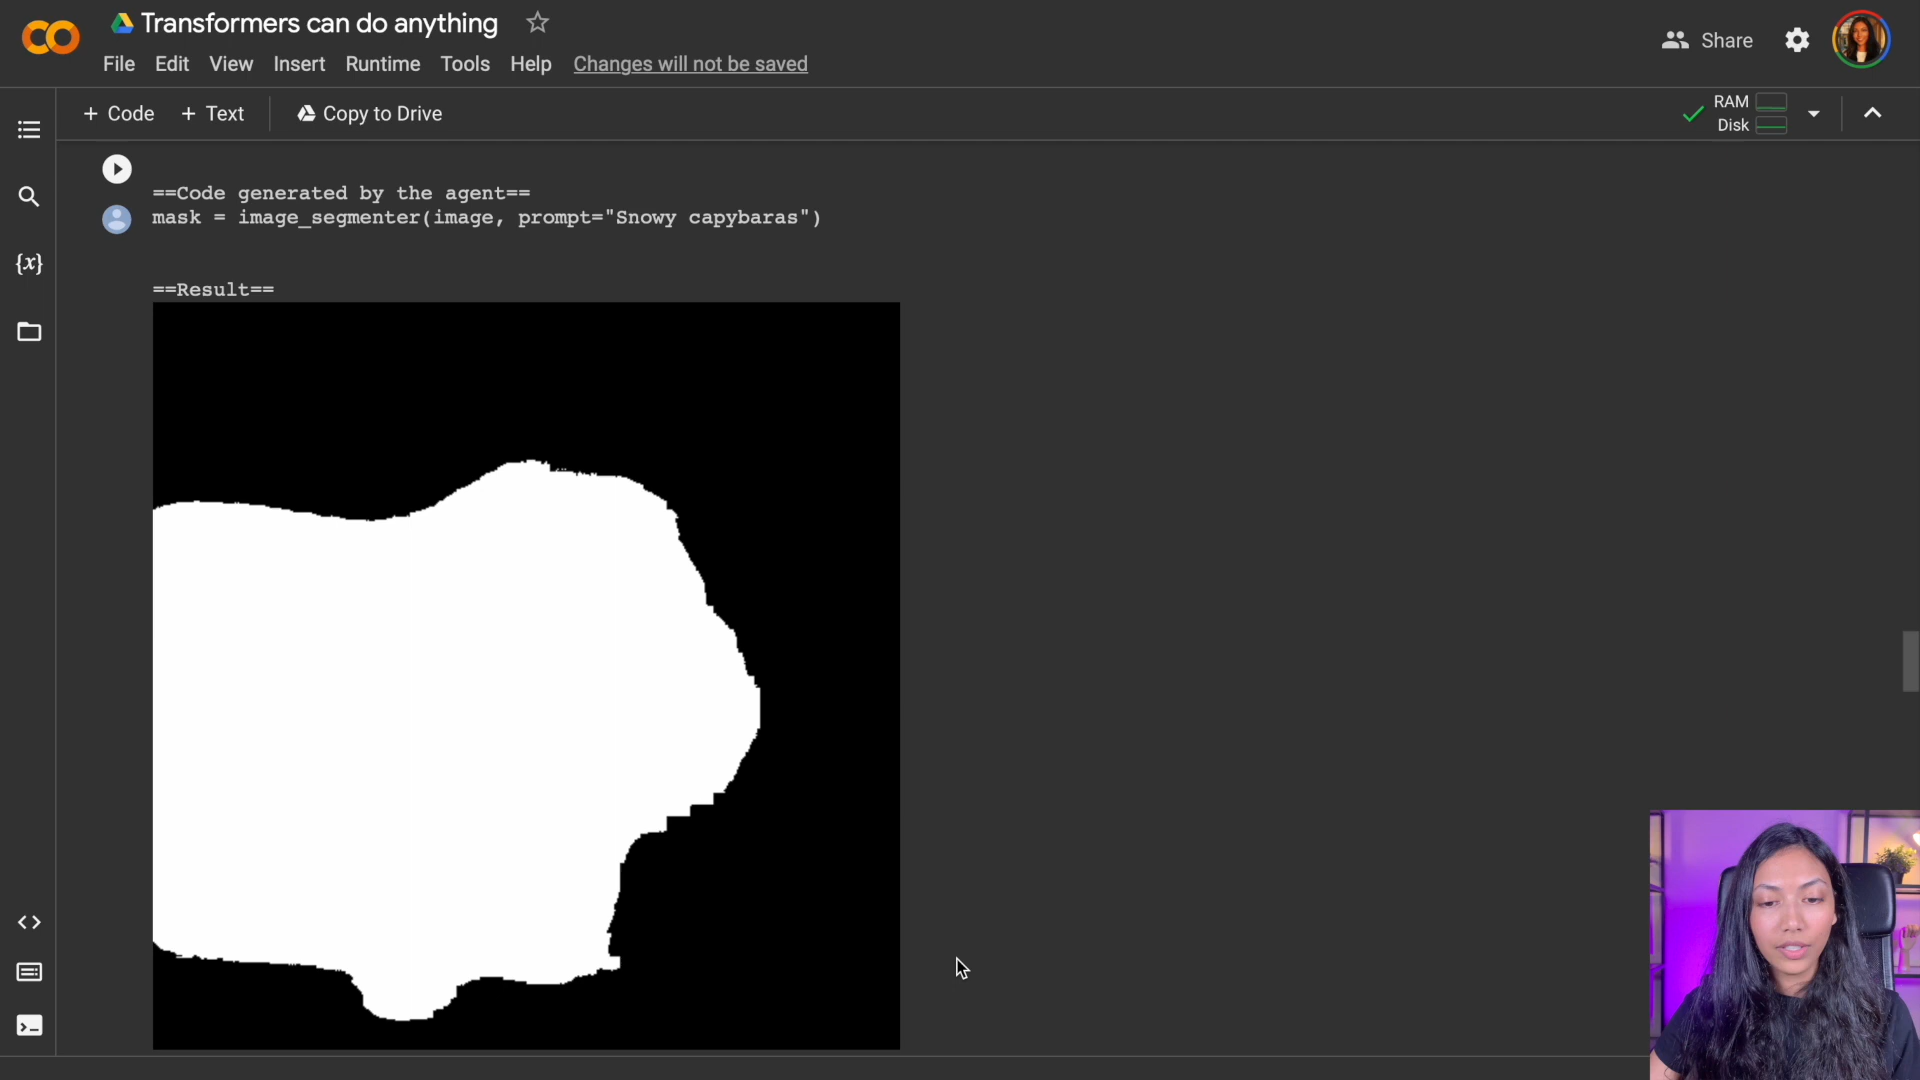 Transformers can do anything
Share
File Edit View Insert Runtime Tools Help Changes will not be saved
+ Code + Text Copy to Drive
RAM
Disk
{x}
==Code generated by the agent==
mask = image_segmenter(image, prompt="Snowy capybaras")
==Result==